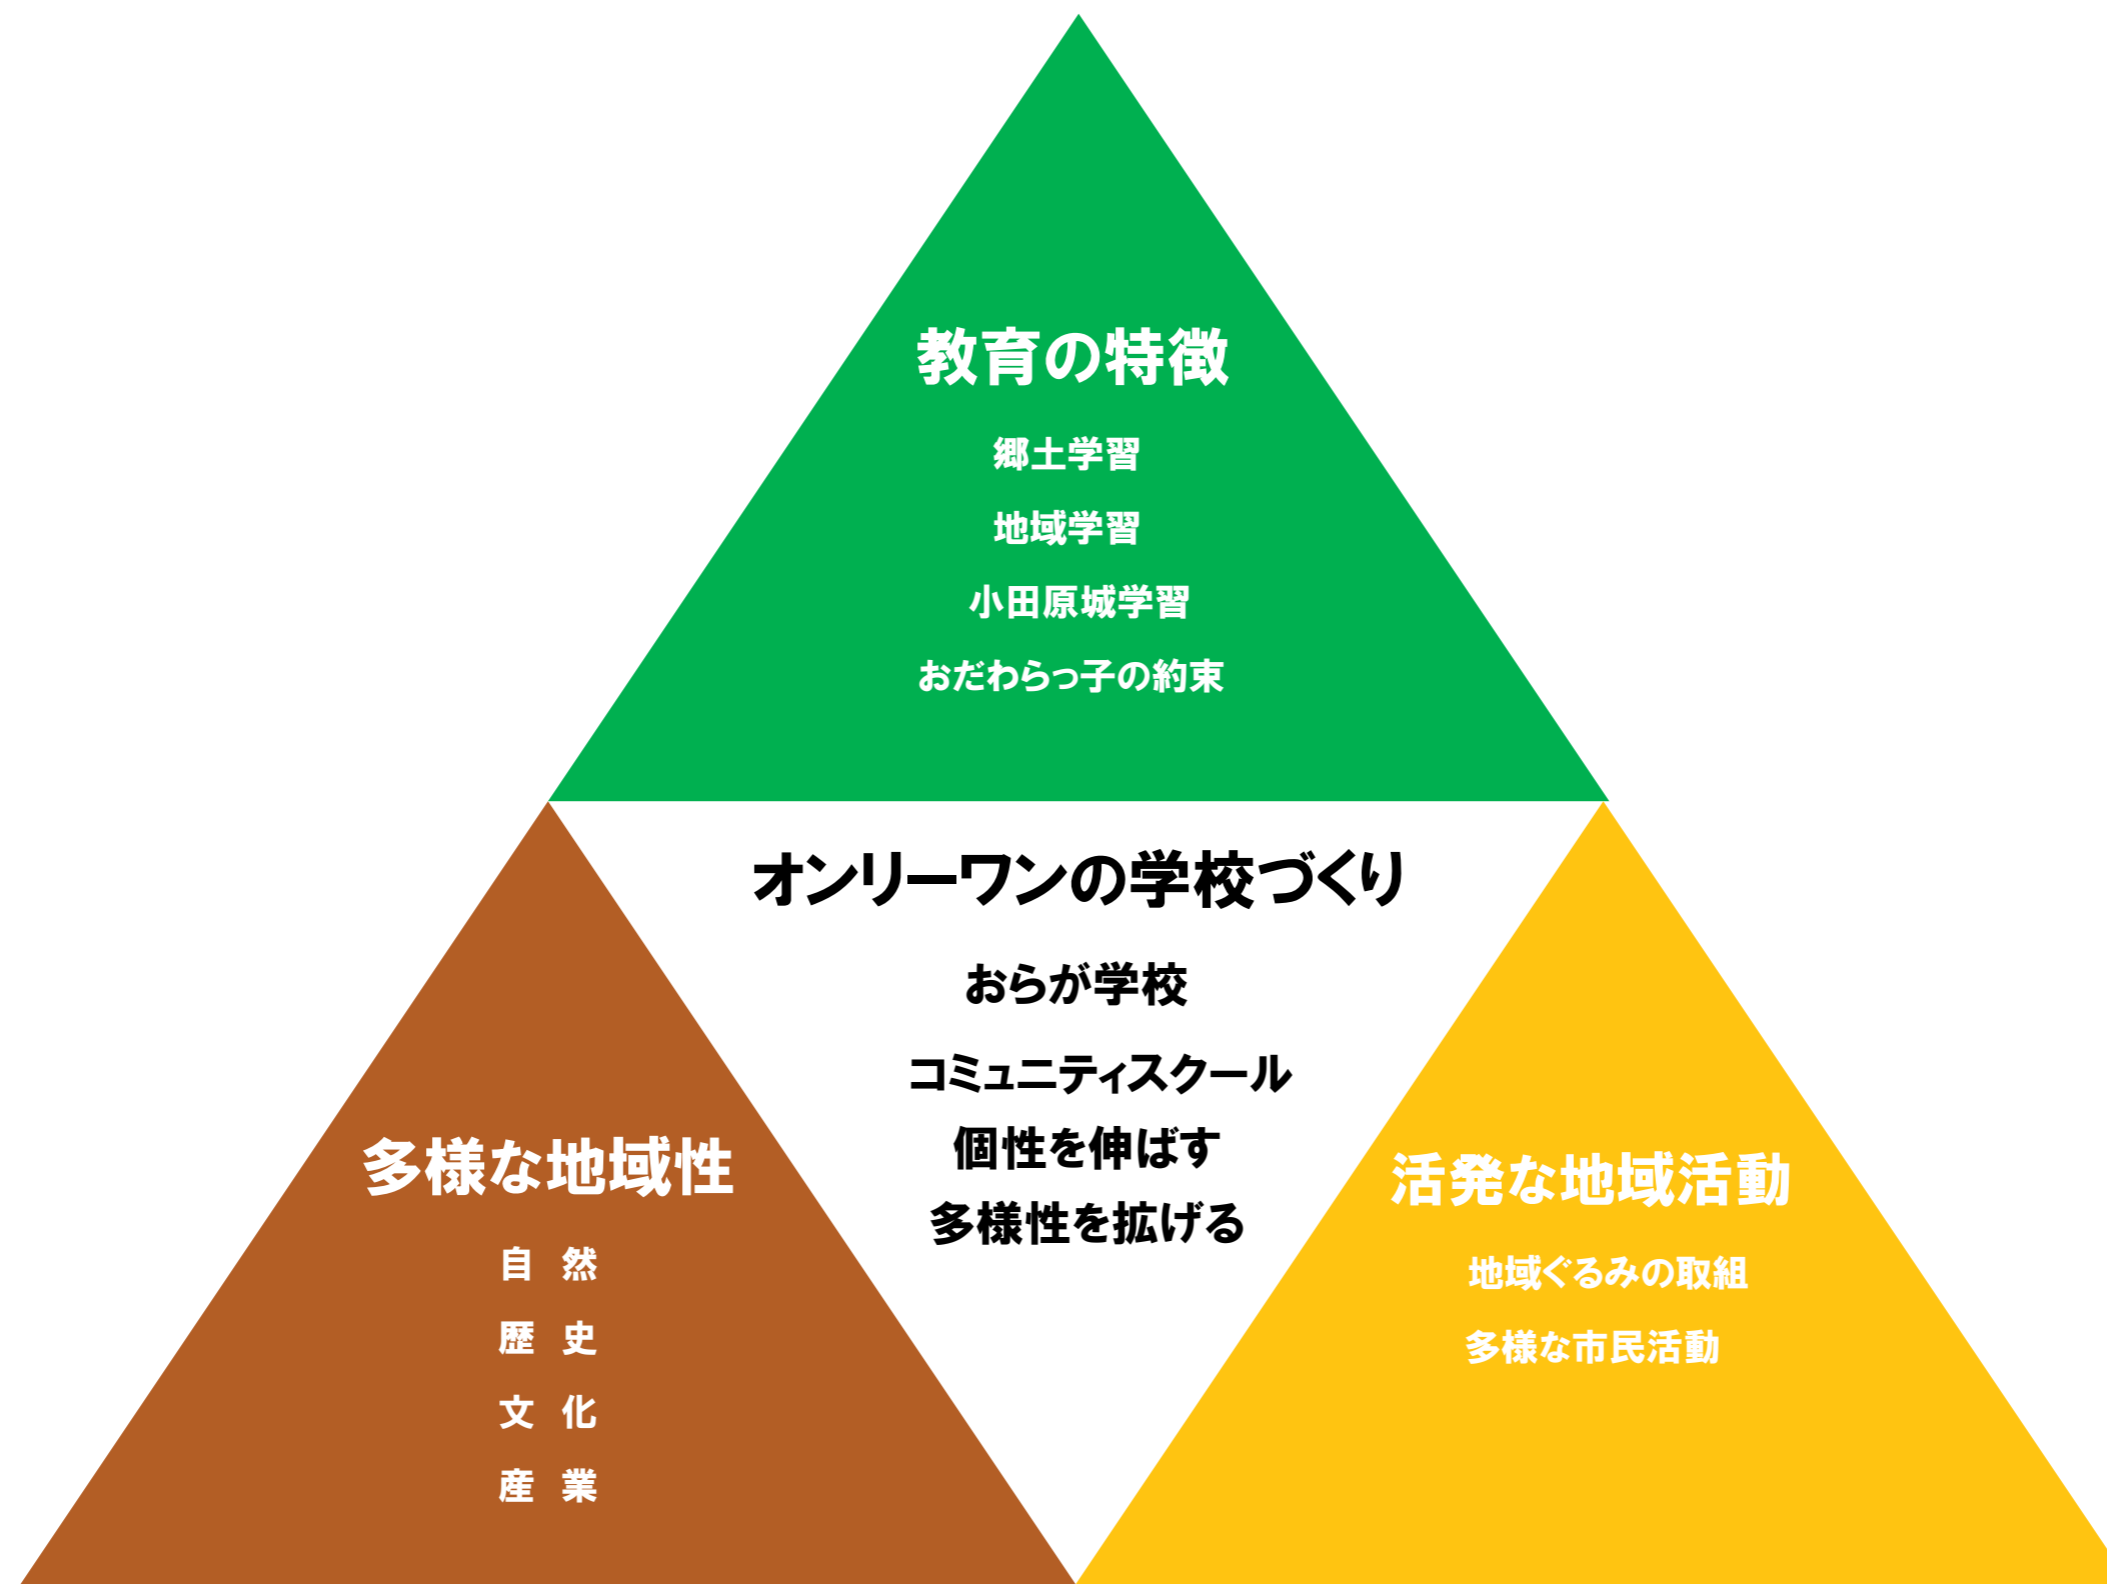 教育の特徴
郷土学習
地域学習
小田原城学習
おだわらっ子の約束
オンリーワンの学校づくり
おらが学校
コミュニティスクール
個性を伸ばす
多様性を拡げる
多様な地域性
自　然
歴　史
文　化
産　業
活発な地域活動
地域ぐるみの取組
多様な市民活動